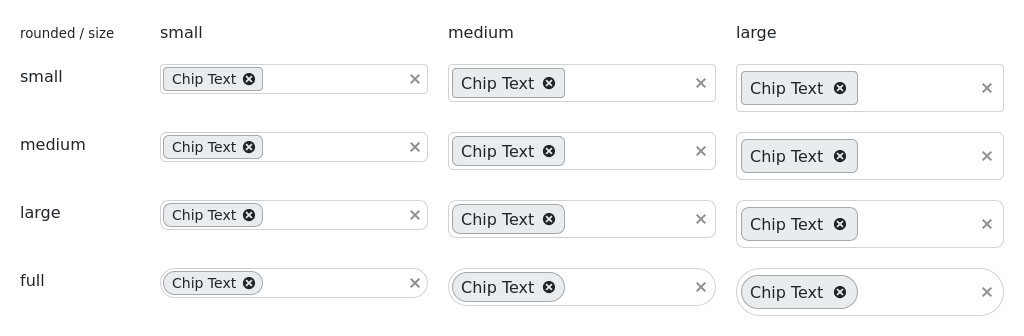 rounded / size small medium large
small Chip Text Chip Text Chip Text
medium Chip Text Chip Text Chip Text
large Chip Text Chip Text Chip Text
full Chip Text Chip Text Chip Text